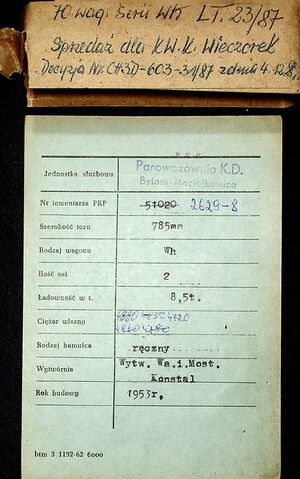 70 wag. serii Wh LT. 23/87
Sprzedaż dla KWK. Wieczorek
Decyzja Nr CH3D-603-31/87 z dnia 4.12.87
P K P
Jednostka służbowa Parowozownia K.D.
Bytom-Maciejkowice
Nr inwentarza PKP 51020 2629-8
Szerokość toru 785mm
Rodzaj wagonu Wh
Ilość osi 2
Ładowność w t. 8,5t.
Ciężar własny
Rodzaj hamulca ręczny
Wytwórnia Wytw. Wa.i.Most.
Konstal
Rok budowy 1953r.
btm 3 1192-62 6000